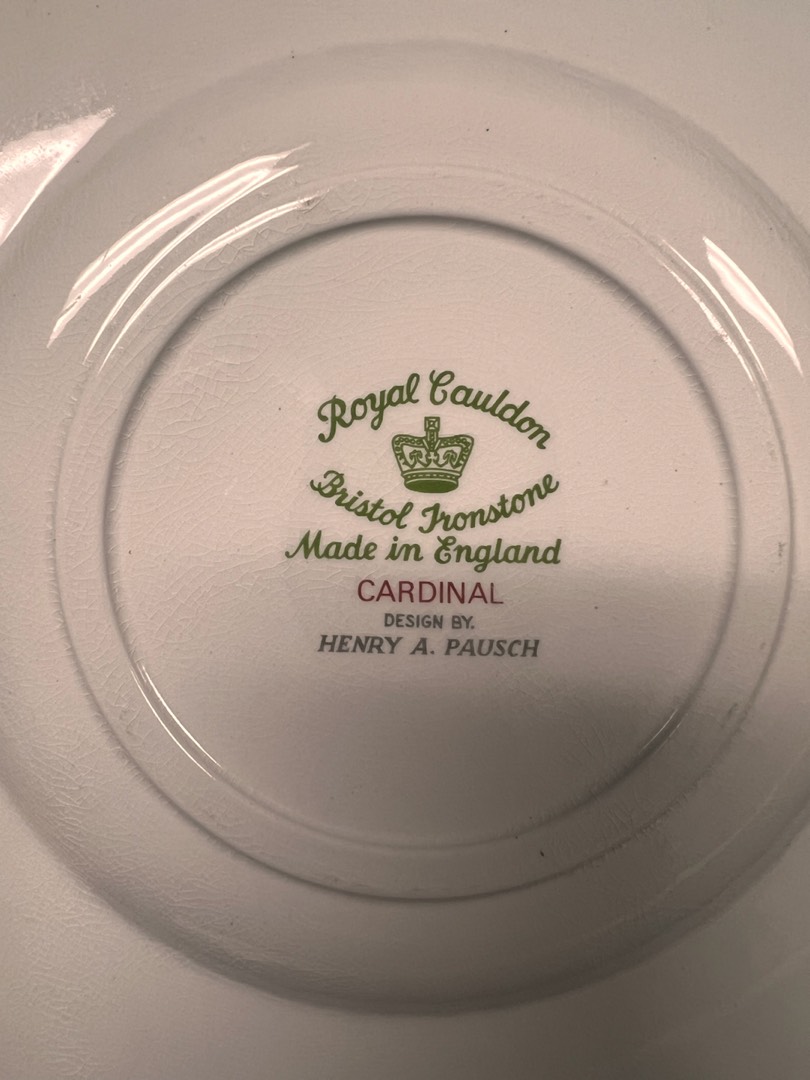 Royal Cauldon
Bristol Ironstone
Made in England
CARDINAL
DESIGN BY.
HENRY A. PAUSCH